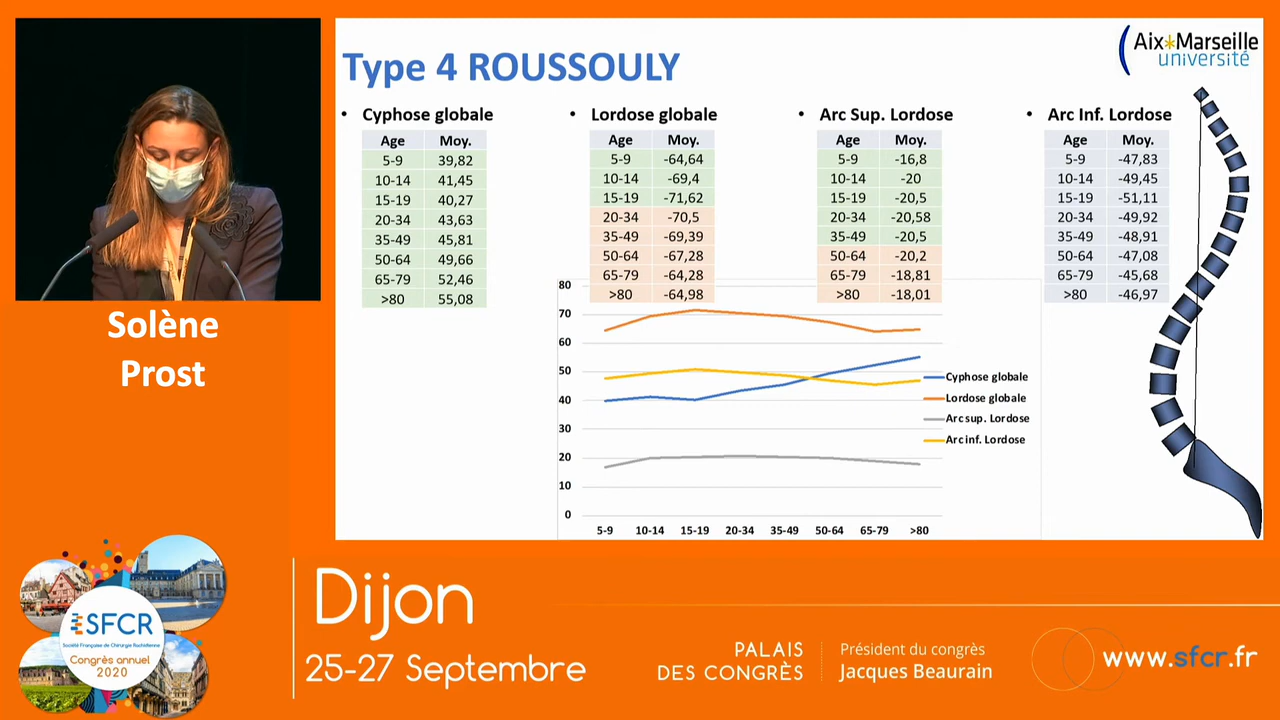 Type 4 ROUSSOULY
Aix*Marseille
université
• Cyphose globale
Age Moy.
5-9 39,82
10-14 41,45
15-19 40,27
20-34 43,63
35-49 45,81
50-64 49,66
65-79 52,46
>80 55,08
• Lordose globale
Age Moy.
5-9 -64,64
10-14 -69,4
15-19 -71,62
20-34 -70,5
35-49 -69,39
50-64 -67,28
65-79 -64,28
>80 -64,98
• Arc Sup. Lordose
Age Moy.
5-9 -16,8
10-14 -20
15-19 -20,5
20-34 -20,58
35-49 -20,5
50-64 -20,2
65-79 -18,81
>80 -18,01
• Arc Inf. Lordose
Age Moy.
5-9 -47,83
10-14 -49,45
15-19 -51,11
20-34 -49,92
35-49 -48,91
50-64 -47,08
65-79 -45,68
>80 -46,97
80
70
60
50
40
30
20
10
0
5-9 10-14 15-19 20-34 35-49 50-64 65-79 >80
Cyphose globale
Lordose globale
Arc sup. Lordose
Arc inf. Lordose
Solène
Prost
SFCR
Société Française de Chirurgie Rachidienne
Congrès annuel
2020
Dijon
25-27 Septembre
PALAIS
DES CONGRÈS
Président du congrès
Jacques Beaurain
www.sfcr.fr